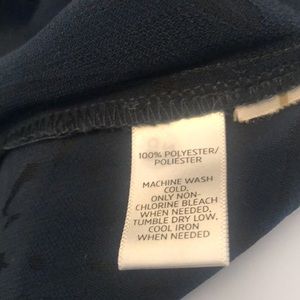 100% POLYESTER/
POLIESTER
MACHINE WASH
COLD,
ONLY NON-
CHLORINE BLEACH
WHEN NEEDED.
TUMBLE DRY LOW.
COOL IRON
WHEN NEEDED